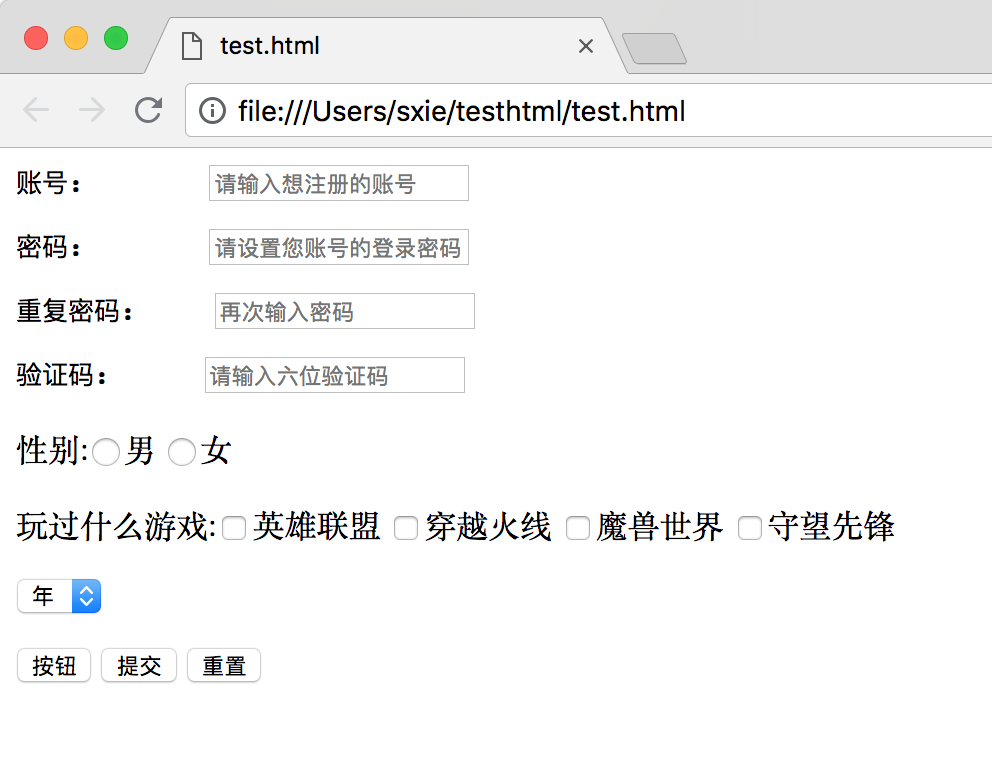 test.html
file:///Users/sxie/testhtml/test.html
账号： 请输入想注册的账号
密码： 请设置您账号的登录密码
重复密码： 再次输入密码
验证码： 请输入六位验证码
性别: 男 女
玩过什么游戏: 英雄联盟 穿越火线 魔兽世界 守望先锋
年
按钮 提交 重置